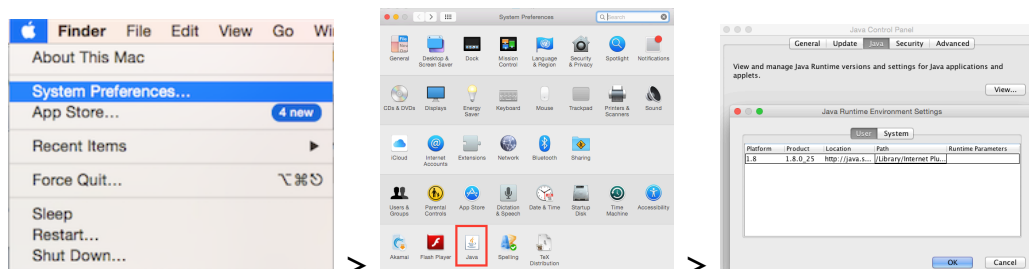 Finder File Edit View Go Wi
About This Mac
System Preferences...
App Store... 4 new
Recent Items
Force Quit... ⌥⌘⎋
Sleep
Restart...
Shut Down...
>
System Preferences
Search
General Desktop & Screen Saver Dock Mission Control Language & Region Security & Privacy Spotlight Notifications
CDs & DVDs Displays Energy Saver Keyboard Mouse Trackpad Printers & Scanners Sound
iCloud Internet Accounts Extensions Network Bluetooth Sharing
Users & Groups Parental Controls App Store Dictation & Speech Date & Time Startup Disk Time Machine Accessibility
Akamai Flash Player Java Spelling TeX Distribution
>
Java Control Panel
General Update Java Security Advanced
View and manage Java Runtime versions and settings for Java applications and
applets.
View...
Java Runtime Environment Settings
User System
Platform Product Location Path Runtime Parameters
1.8 1.8.0_25 http://java.s... /Library/Internet Plu...
OK Cancel